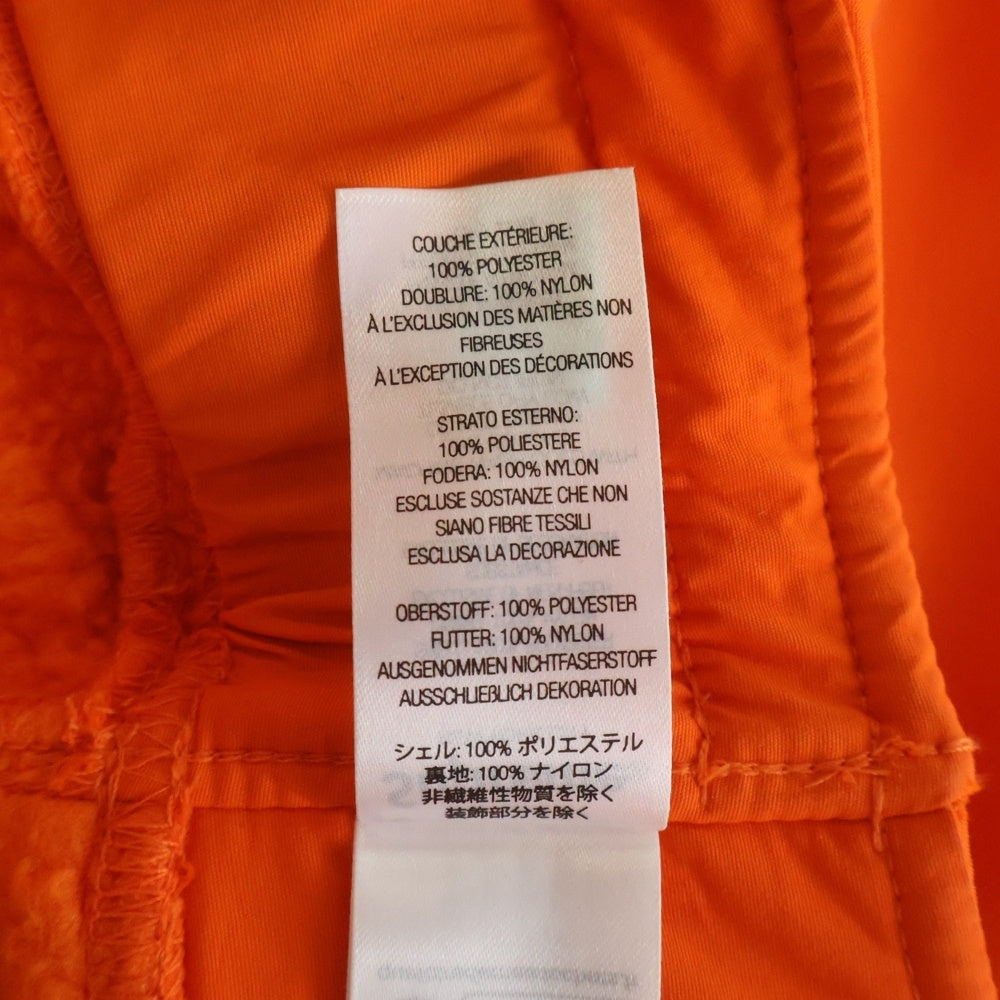 COUCHE EXTÉRIEURE:
100% POLYESTER
DOUBLURE: 100% NYLON
À L'EXCLUSION DES MATIÈRES NON
FIBREUSES
À L'EXCEPTION DES DÉCORATIONS
STRATO ESTERNO:
100% POLIESTERE
FODERA: 100% NYLON
ESCLUSE SOSTANZE CHE NON
SIANO FIBRE TESSILI
ESCLUSA LA DECORAZIONE
OBERSTOFF: 100% POLYESTER
FUTTER: 100% NYLON
AUSGENOMMEN NICHTFASERSTOFF
AUSSCHLIEßLICH DEKORATION
シェル: 100% ポリエステル
裏地: 100% ナイロン
非繊維性物質を除く
装飾部分を除く